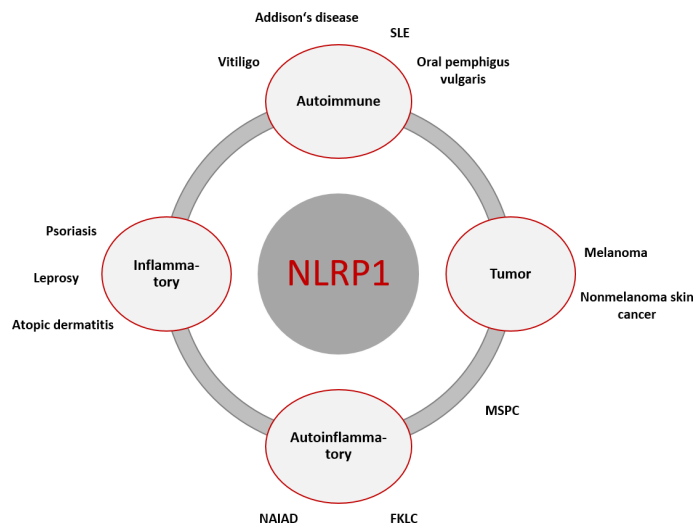 Addison‘s disease
SLE
Vitiligo
Oral pemphigus
vulgaris
Autoimmune
Psoriasis
Leprosy
Atopic dermatitis
Inflamma-
tory
NLRP1
Tumor
Melanoma
Nonmelanoma skin
cancer
MSPC
Autoinflamma-
tory
NAIAD
FKLC